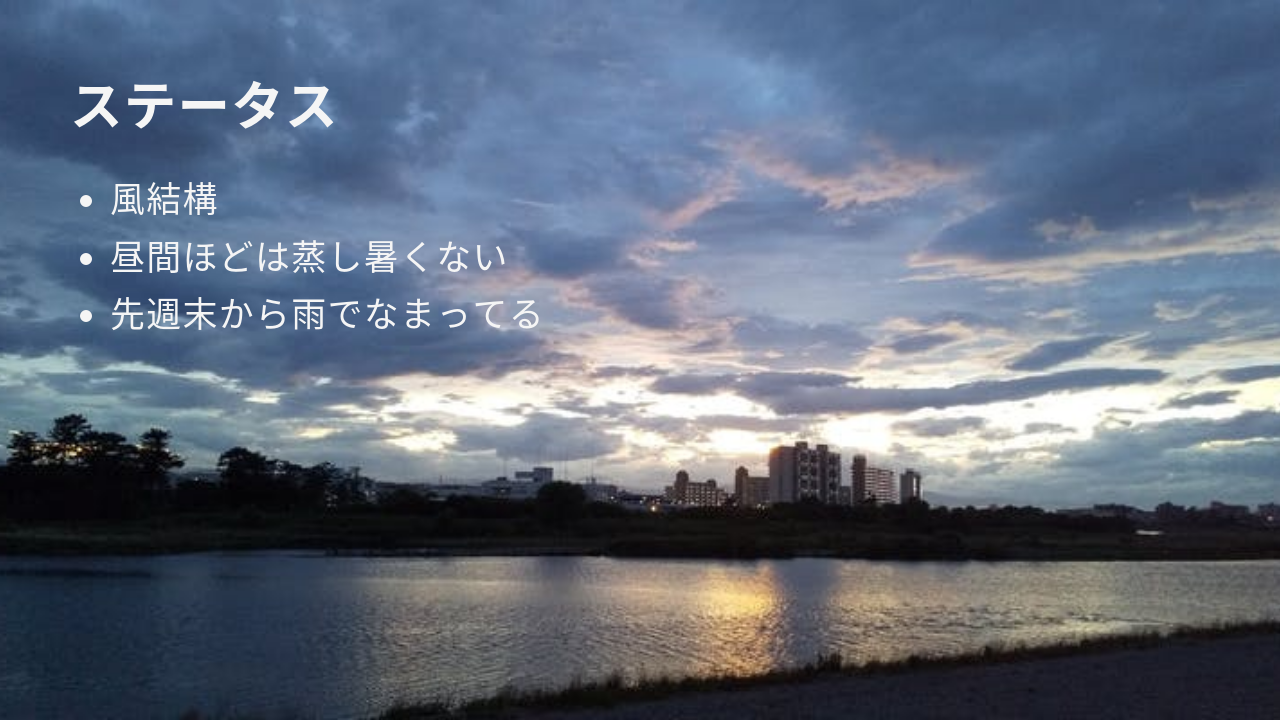 ステータス
風結構
昼間ほどは蒸し暑くない
先週末から雨でなまってる